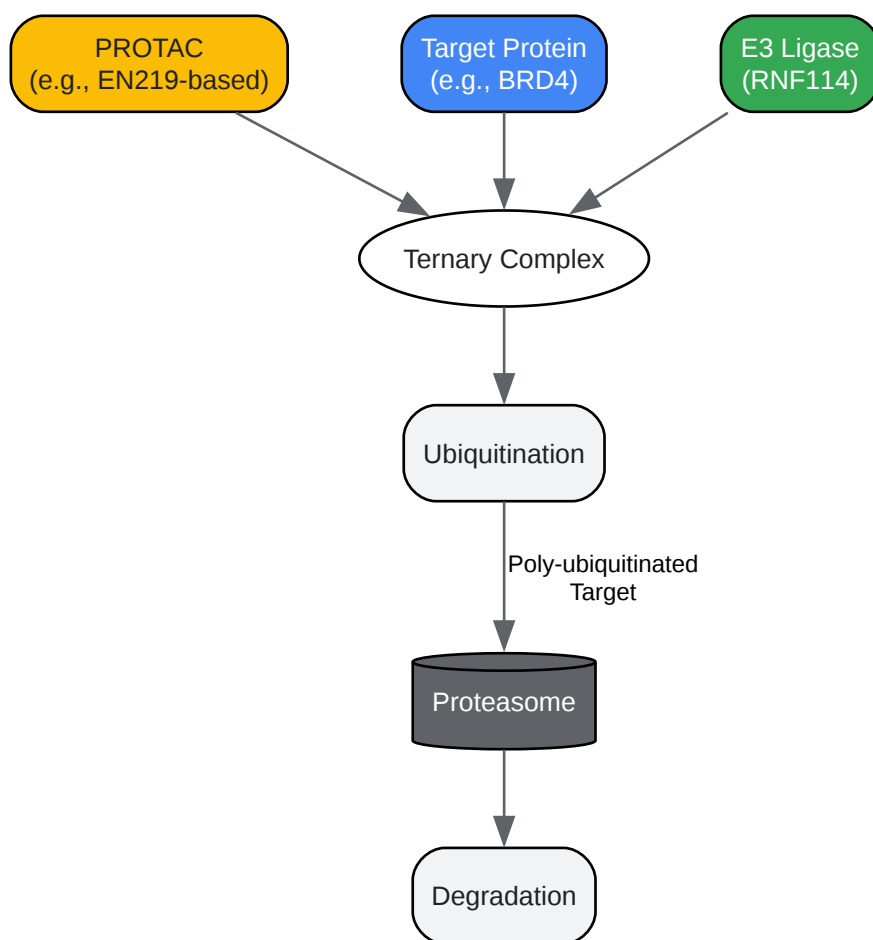 PROTAC
(e.g., EN219-based)
Target Protein
(e.g., BRD4)
E3 Ligase
(RNF114)
Ternary Complex
Ubiquitination
Poly-ubiquitinated
Target
Proteasome
Degradation